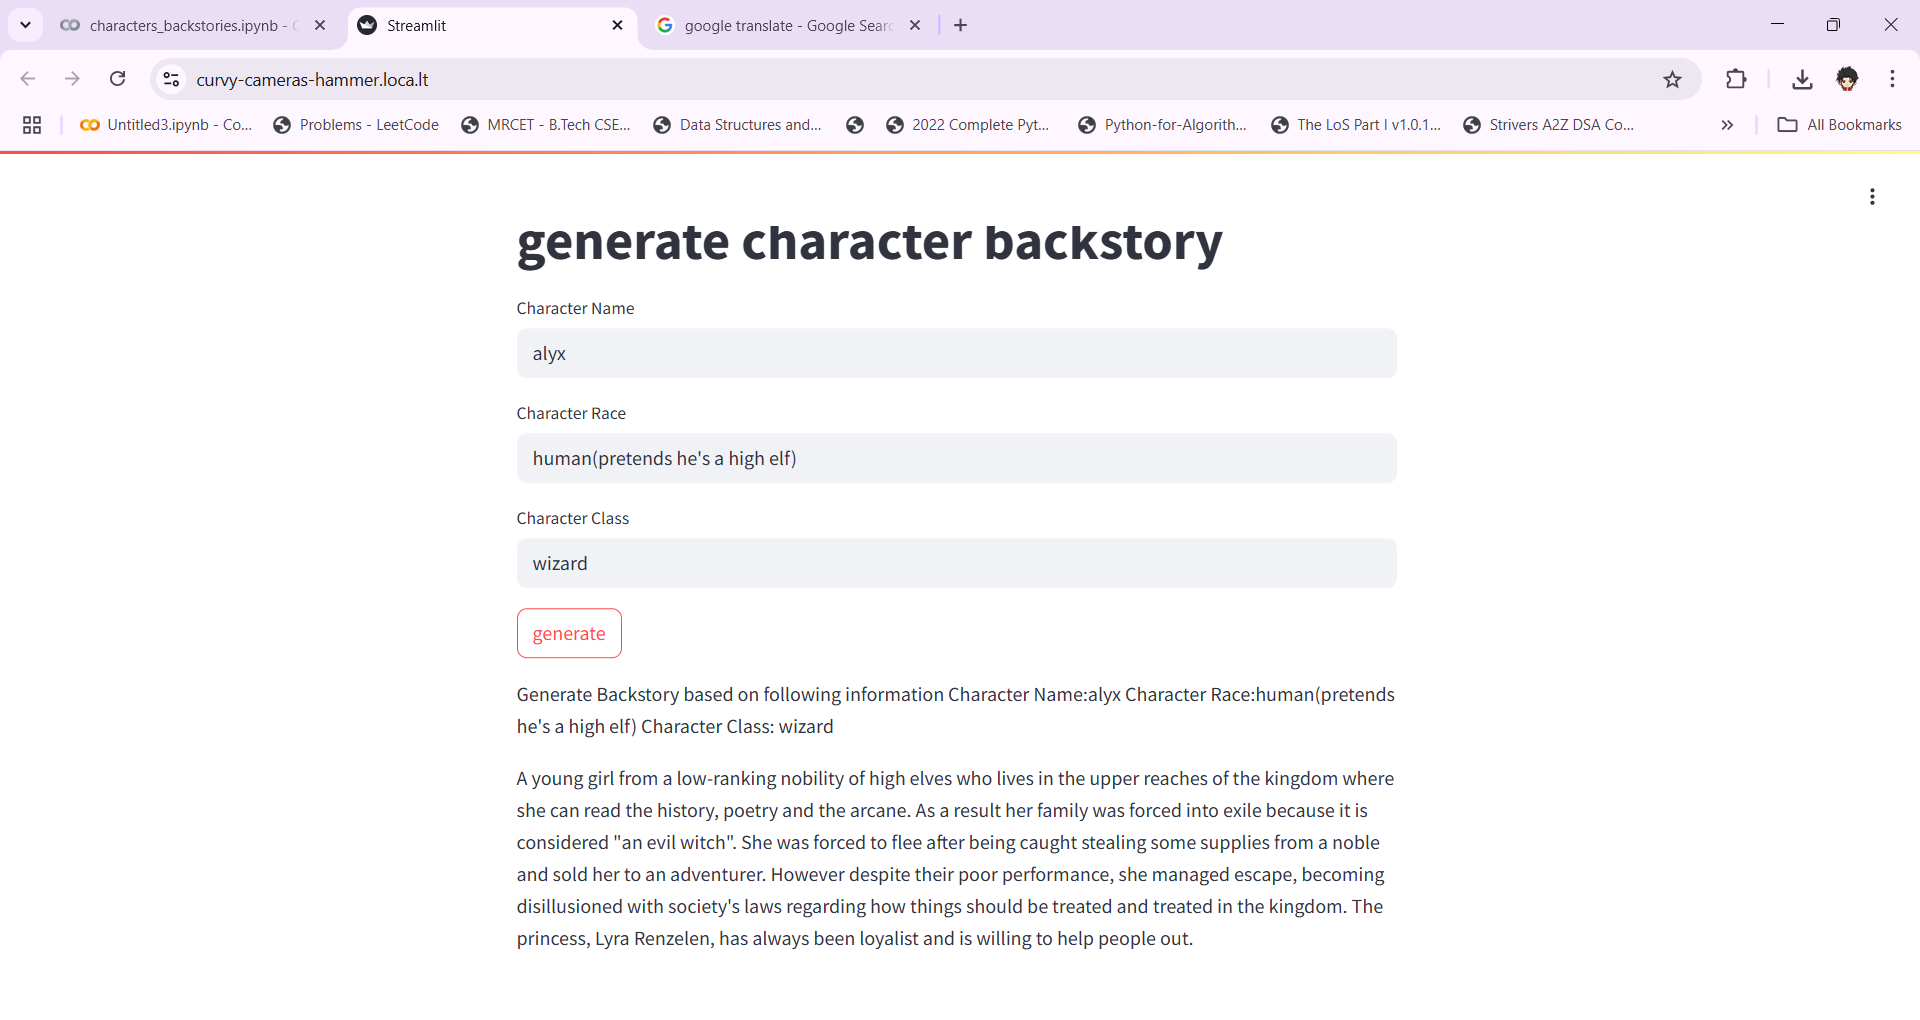 characters_backstories.ipynb -
Streamlit
google translate - Google Sear
curvy-cameras-hammer.loca.lt
Untitled3.ipynb - Co...
Problems - LeetCode
MRCET - B.Tech CSE...
Data Structures and...
2022 Complete Pyt...
Python-for-Algorith...
The LoS Part I v1.0.1...
Strivers A2Z DSA Co...
All Bookmarks
generate character backstory
Character Name
alyx
Character Race
human(pretends he's a high elf)
Character Class
wizard
generate
Generate Backstory based on following information Character Name:alyx Character Race:human(pretends
he's a high elf) Character Class: wizard
A young girl from a low-ranking nobility of high elves who lives in the upper reaches of the kingdom where
she can read the history, poetry and the arcane. As a result her family was forced into exile because it is
considered "an evil witch". She was forced to flee after being caught stealing some supplies from a noble
and sold her to an adventurer. However despite their poor performance, she managed escape, becoming
disillusioned with society's laws regarding how things should be treated and treated in the kingdom. The
princess, Lyra Renzelen, has always been loyalist and is willing to help people out.